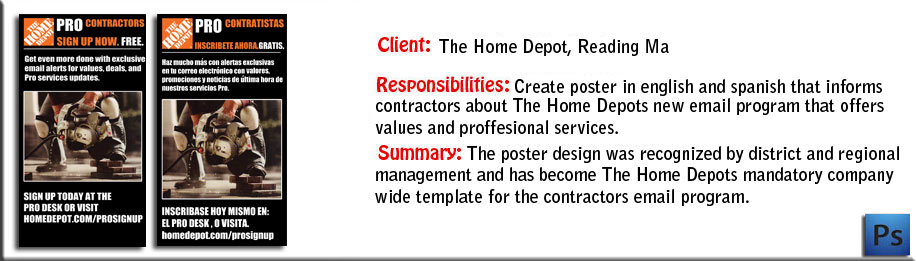 THE HOME DEPOT
PRO CONTRACTORS
SIGN UP NOW. FREE.
Get even more done with exclusive
email alerts for values, deals, and
Pro services updates.
SIGN UP TODAY AT THE
PRO DESK OR VISIT
HOMEDEPOT.COM/PROSIGNUP
THE HOME DEPOT
PRO CONTRATISTAS
INSCRIBETE AHORA.GRATIS.
Haz mucho más con alertas exclusivas
en tu correo electrónico con valores,
promociones y noticias de última hora de
nuestros servicios Pro.
INSCRIBASE HOY MISMO EN:
EL PRO DESK , O VISITA.
homedepot.com/prosignup
Client: The Home Depot, Reading Ma
Responsibilities: Create poster in english and spanish that informs
contractors about The Home Depots new email program that offers
values and proffesional services.
Summary: The poster design was recognized by district and regional
management and has become The Home Depots mandatory company
wide template for the contractors email program.
Ps